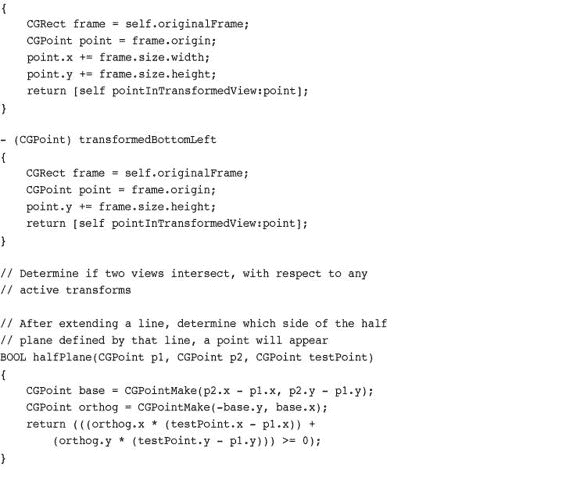 {
    CGRect frame = self.originalFrame;
    CGPoint point = frame.origin;
    point.x += frame.size.width;
    point.y += frame.size.height;
    return [self pointInTransformedView:point];
}

- (CGPoint) transformedBottomLeft
{
    CGRect frame = self.originalFrame;
    CGPoint point = frame.origin;
    point.y += frame.size.height;
    return [self pointInTransformedView:point];
}

// Determine if two views intersect, with respect to any
// active transforms

// After extending a line, determine which side of the half
// plane defined by that line, a point will appear
BOOL halfPlane(CGPoint p1, CGPoint p2, CGPoint testPoint)
{
    CGPoint base = CGPointMake(p2.x - p1.x, p2.y - p1.y);
    CGPoint orthog = CGPointMake(-base.y, base.x);
    return (((orthog.x * (testPoint.x - p1.x)) +
        (orthog.y * (testPoint.y - p1.y))) >= 0);
}